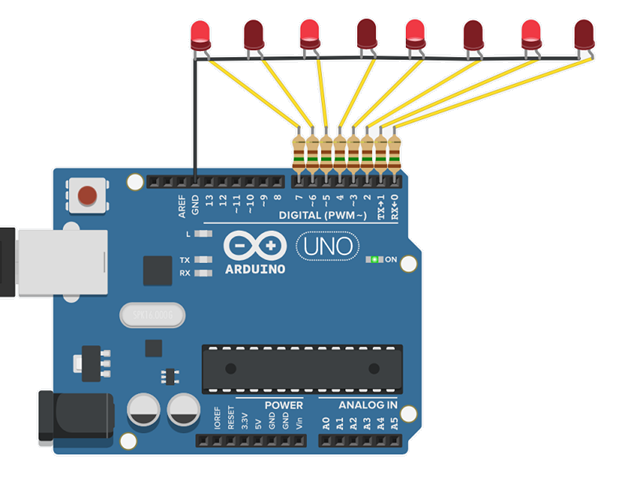 AREF
GND
13
12
~11
~10
~9
8
7
~6
~5
4
~3
2
TX→1
RX←0
DIGITAL (PWM~)
L
TX
RX
UNO
ARDUINO
ON
POWER
ANALOG IN
IOREF
RESET
3.3V
5V
GND
GND
Vin
A0
A1
A2
A3
A4
A5